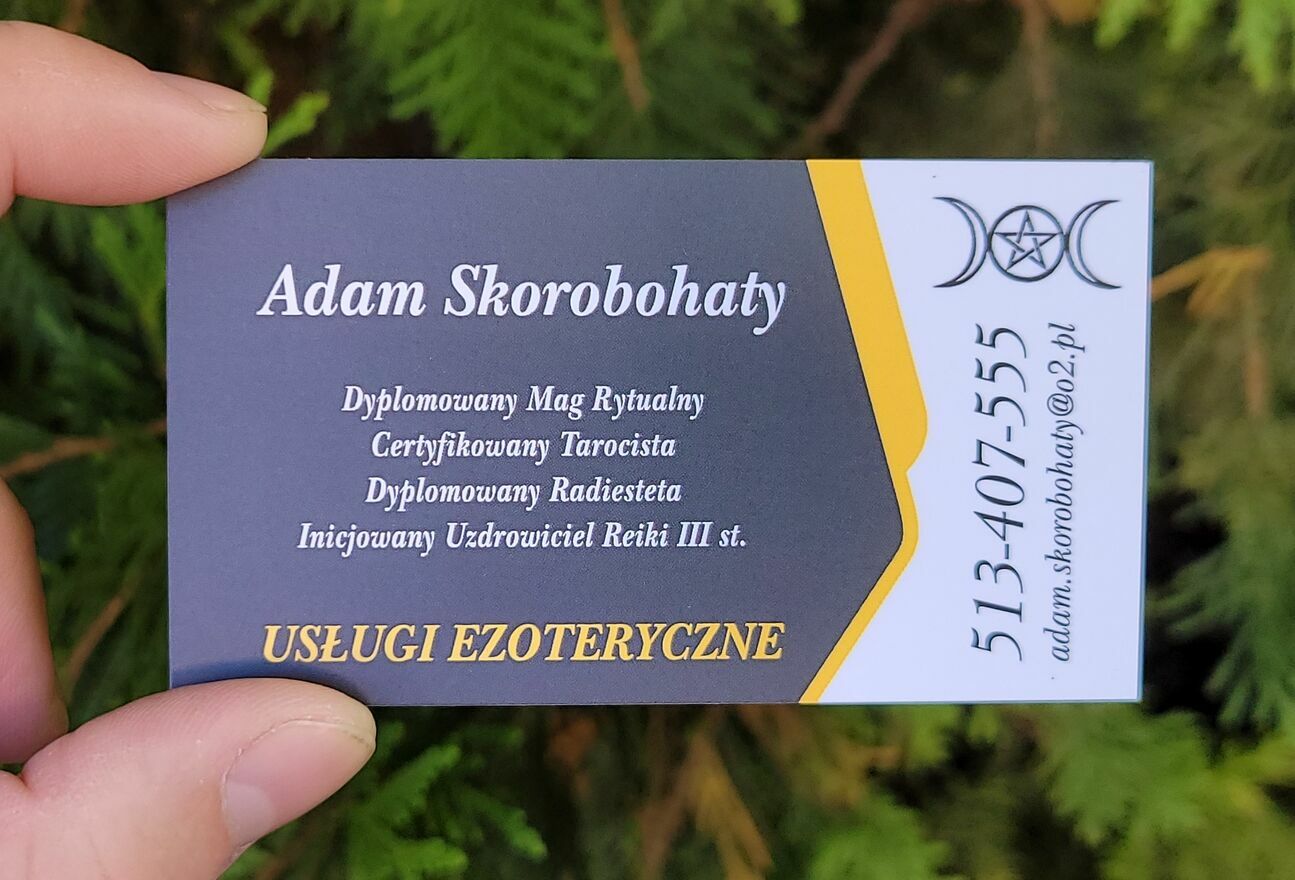 Adam Skorobohaty
Dyplomowany Mag Rytualny
Certyfikowany Tarocista
Dyplomowany Radiesteta
Inicjowany Uzdrowiciel Reiki III st.
USŁUGI EZOTERYCZNE
513-407-555
adam.skorobohaty@o2.pl